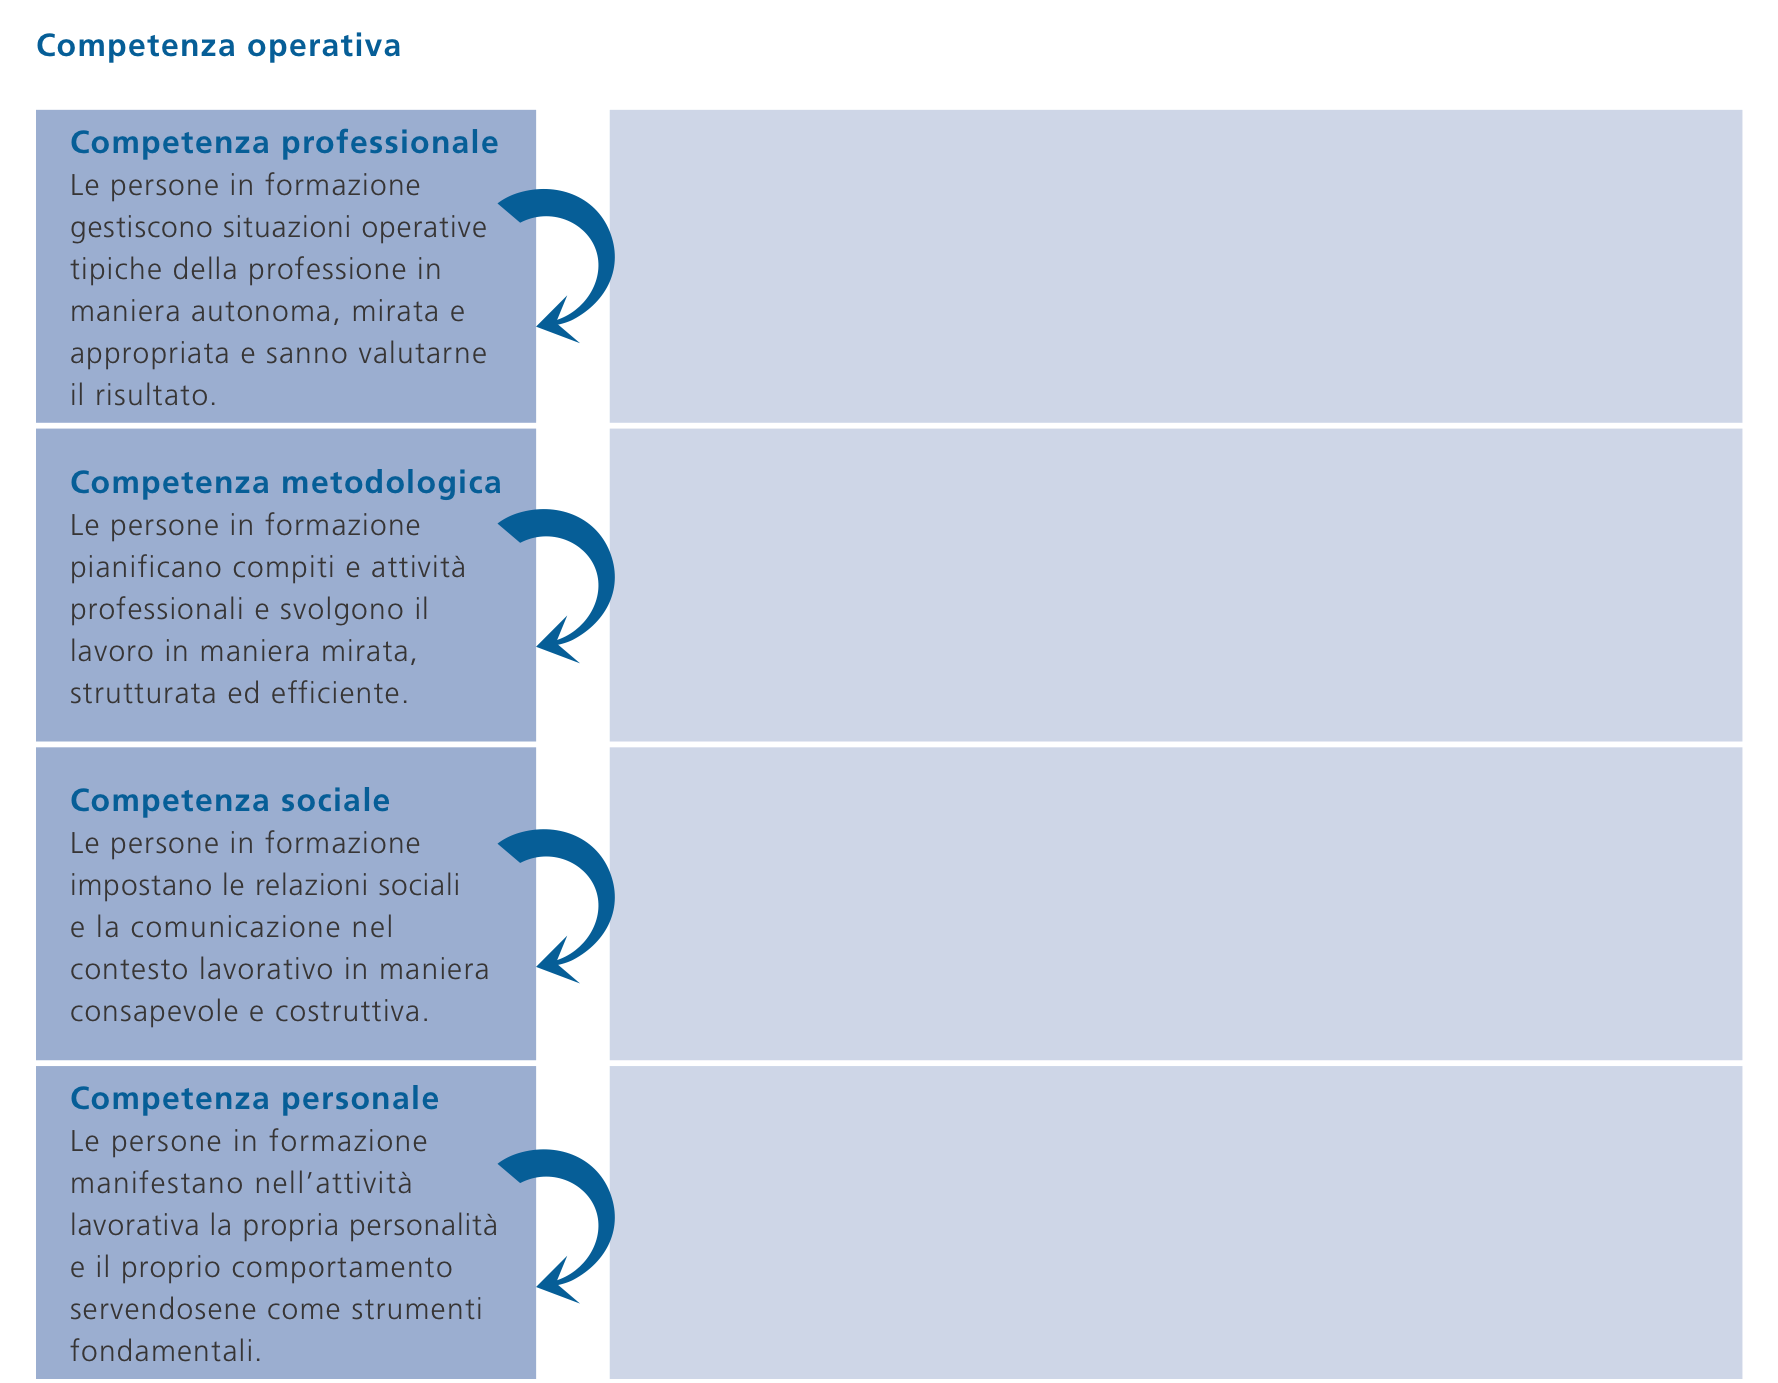 Competenza operativa
Competenza professionale
Le persone in formazione
gestiscono situazioni operative
tipiche della professione in
maniera autonoma, mirata e
appropriata e sanno valutarne
il risultato.
Competenza metodologica
Le persone in formazione
pianificano compiti e attività
professionali e svolgono il
lavoro in maniera mirata,
strutturata ed efficiente.
Competenza sociale
Le persone in formazione
impostano le relazioni sociali
e la comunicazione nel
contesto lavorativo in maniera
consapevole e costruttiva.
Competenza personale
Le persone in formazione
manifestano nell’attività
lavorativa la propria personalità
e il proprio comportamento
servendosene come strumenti
fondamentali.